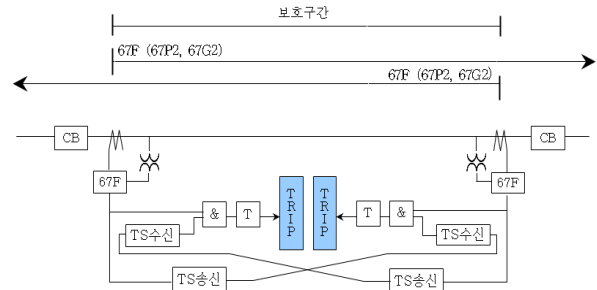 보호구간
67F (67P2, 67G2)
67F (67P2, 67G2)
CB
CB
67F
67F
& T TRIP TRIP T &
TS수신
TS수신
TS송신
TS송신